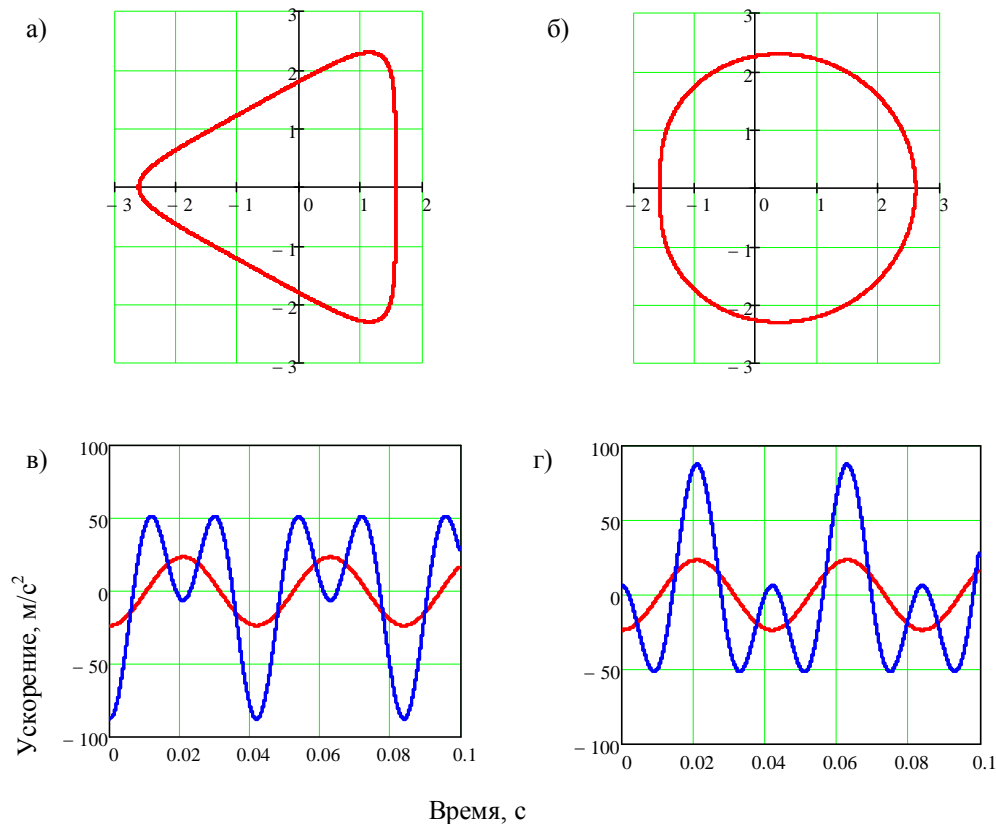 а)
3
2
1
– 3 – 2 – 1 0 1 2
– 1
– 2
– 3
б)
3
2
1
– 2 – 1 0 1 2 3
– 1
– 2
– 3
в)
Ускорение, м/с²
100
50
0
– 50
– 100
0 0.02 0.04 0.06 0.08 0.1
г)
100
50
0
– 50
– 100
0 0.02 0.04 0.06 0.08 0.1
Время, с